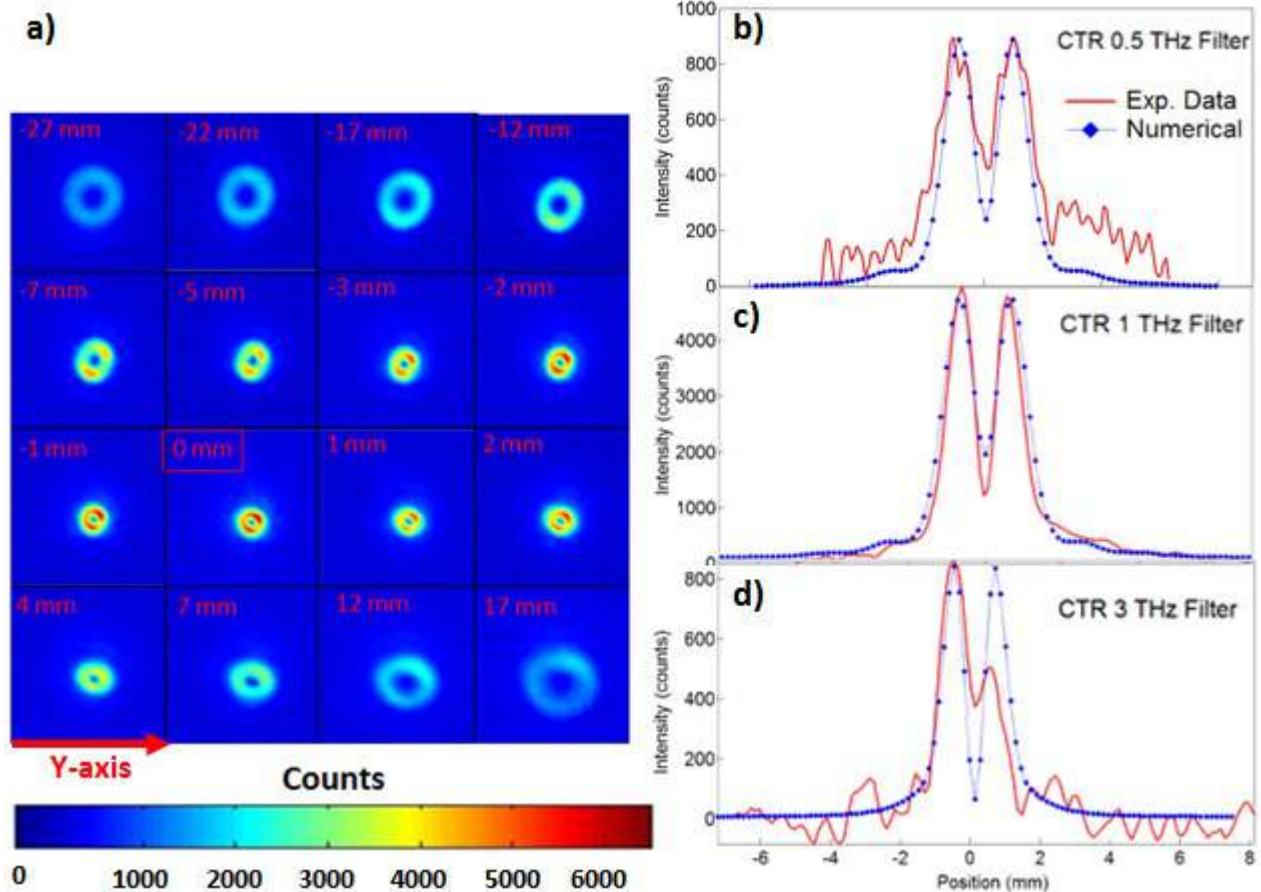 a)
-27 mm -22 mm -17 mm -12 mm
-7 mm -5 mm -3 mm -2 mm
-1 mm 0 mm 1 mm 2 mm
4 mm 7 mm 12 mm 17 mm
Y-axis
Counts
0 1000 2000 3000 4000 5000 6000
b)
CTR 0.5 THz Filter
Exp. Data
Numerical
Intensity (counts)
1000
800
600
400
200
0
c)
CTR 1 THz Filter
Intensity (counts)
4000
3000
2000
1000
0
d)
CTR 3 THz Filter
Intensity (counts)
800
600
400
200
0
-6 -4 -2 0 2 4 6 8
Position (mm)